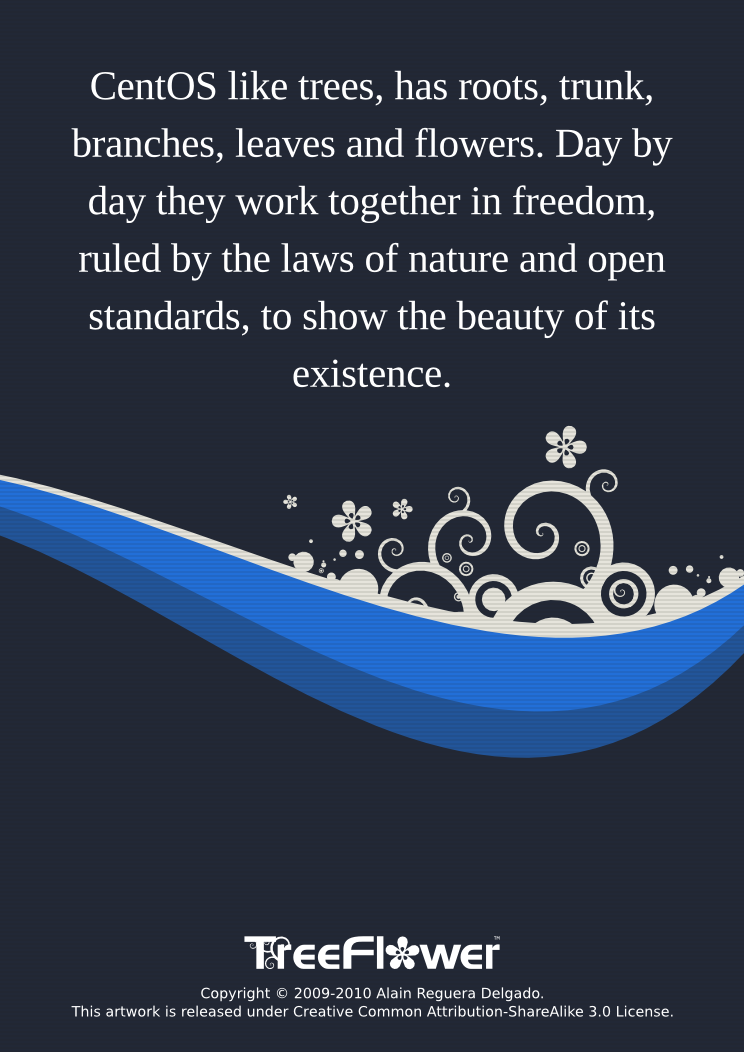 CentOS like trees, has roots, trunk,
branches, leaves and flowers. Day by
day they work together in freedom,
ruled by the laws of nature and open
standards, to show the beauty of its
existence.
TreeFlower™
Copyright © 2009-2010 Alain Reguera Delgado.
This artwork is released under Creative Common Attribution-ShareAlike 3.0 License.